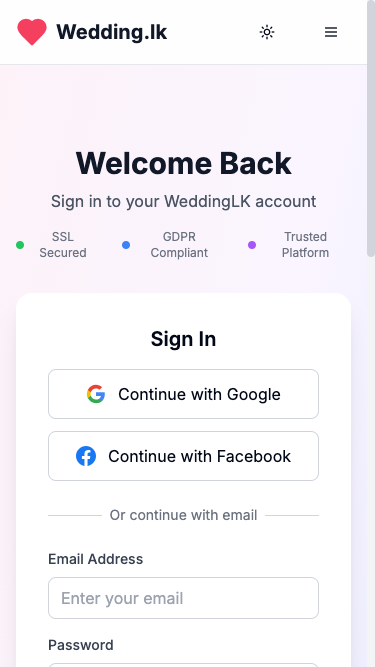 Wedding.lk
Welcome Back
Sign in to your WeddingLK account
SSL
Secured
GDPR
Compliant
Trusted
Platform
Sign In
Continue with Google
Continue with Facebook
Or continue with email
Email Address
Enter your email
Password